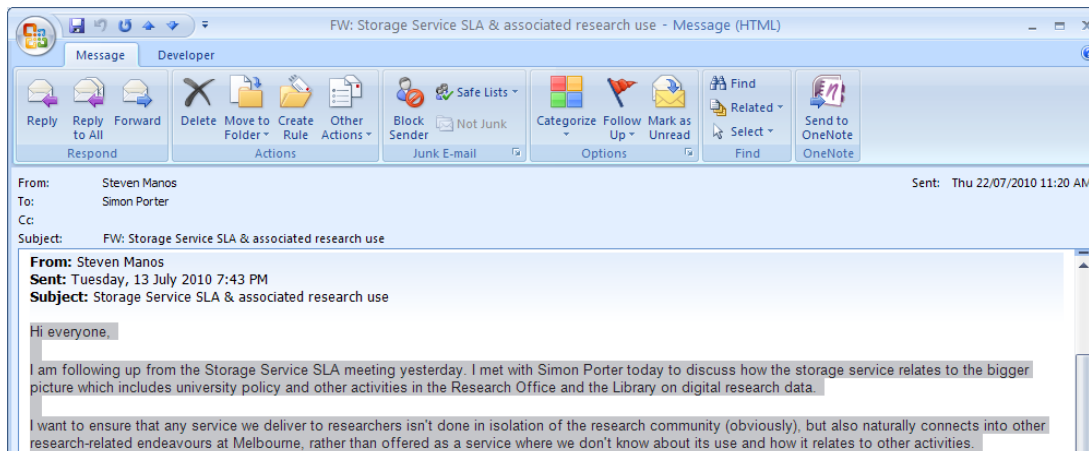 FW: Storage Service SLA & associated research use - Message (HTML)
Message Developer
Reply
Reply to All
Forward
Respond
Delete
Move to Folder
Create Rule
Other Actions
Actions
Block Sender
Safe Lists
Not Junk
Junk E-mail
Categorize
Follow Up
Mark as Unread
Options
Find
Related
Select
Find
Send to OneNote
OneNote
From: Steven Manos Sent: Thu 22/07/2010 11:20 AM
To: Simon Porter
Cc:
Subject: FW: Storage Service SLA & associated research use
From: Steven Manos
Sent: Tuesday, 13 July 2010 7:43 PM
Subject: Storage Service SLA & associated research use
Hi everyone,
I am following up from the Storage Service SLA meeting yesterday. I met with Simon Porter today to discuss how the storage service relates to the bigger
picture which includes university policy and other activities in the Research Office and the Library on digital research data.
I want to ensure that any service we deliver to researchers isn't done in isolation of the research community (obviously), but also naturally connects into other
research-related endeavours at Melbourne, rather than offered as a service where we don't know about its use and how it relates to other activities.